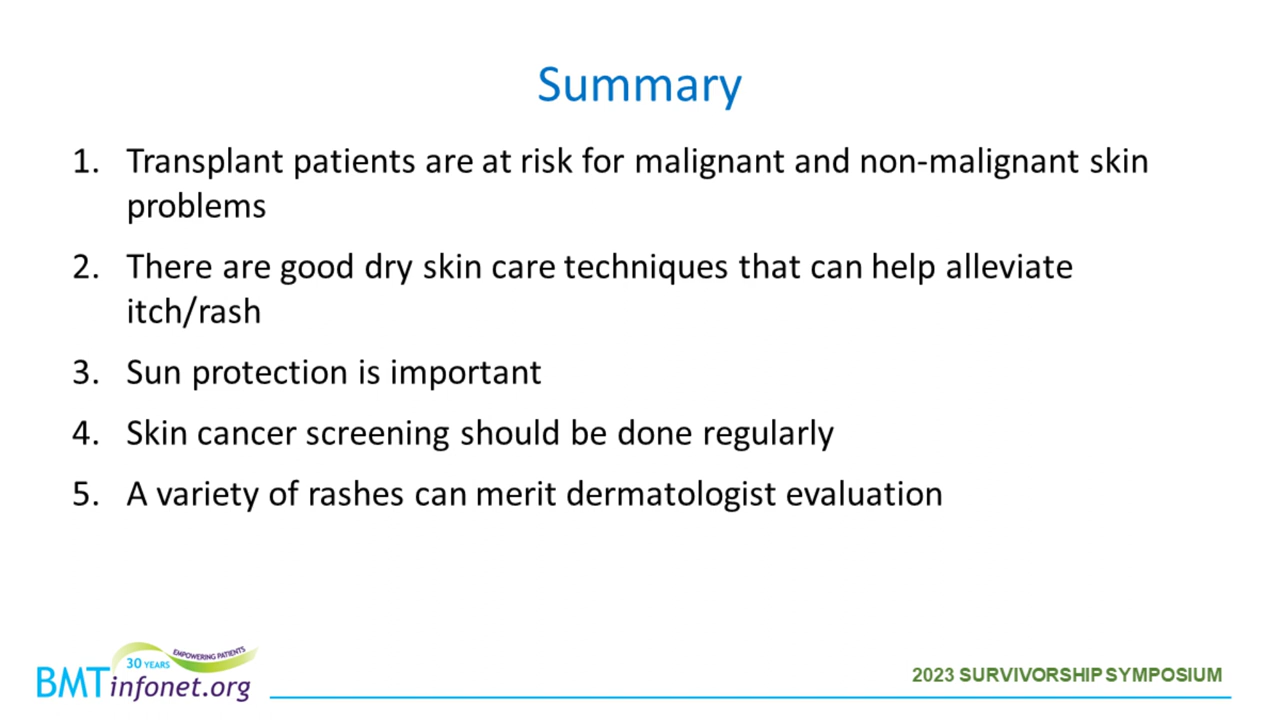 Summary
1. Transplant patients are at risk for malignant and non-malignant skin
problems
2. There are good dry skin care techniques that can help alleviate
itch/rash
3. Sun protection is important
4. Skin cancer screening should be done regularly
5. A variety of rashes can merit dermatologist evaluation
30 YEARS EMPOWERING PATIENTS
BMTinfonet.org
2023 SURVIVORSHIP SYMPOSIUM